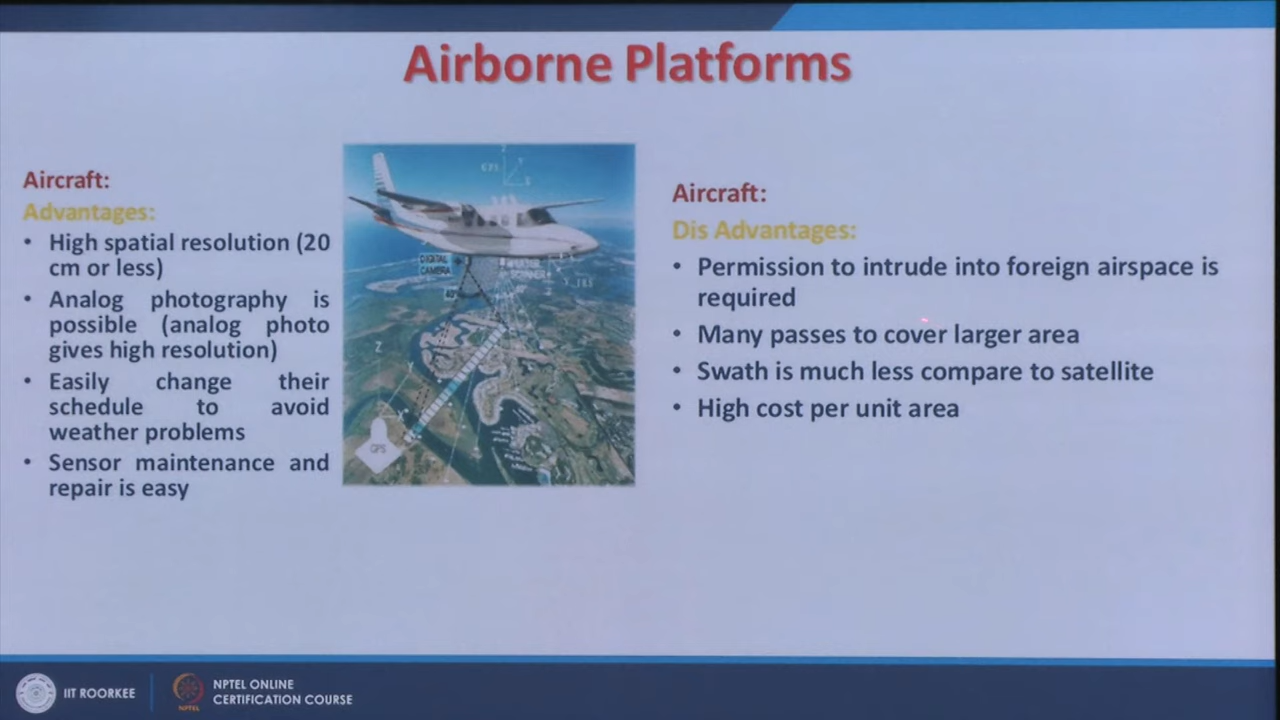 Airborne Platforms
Aircraft:
Advantages:
• High spatial resolution (20
cm or less)
• Analog photography is
possible (analog photo
gives high resolution)
• Easily change their
schedule to avoid
weather problems
• Sensor maintenance and
repair is easy
DIGITAL
CAMERA
GPS
Aircraft:
Dis Advantages:
• Permission to intrude into foreign airspace is
required
• Many passes to cover larger area
• Swath is much less compare to satellite
• High cost per unit area
IIT ROORKEE
NPTEL ONLINE
CERTIFICATION COURSE
NPTEL